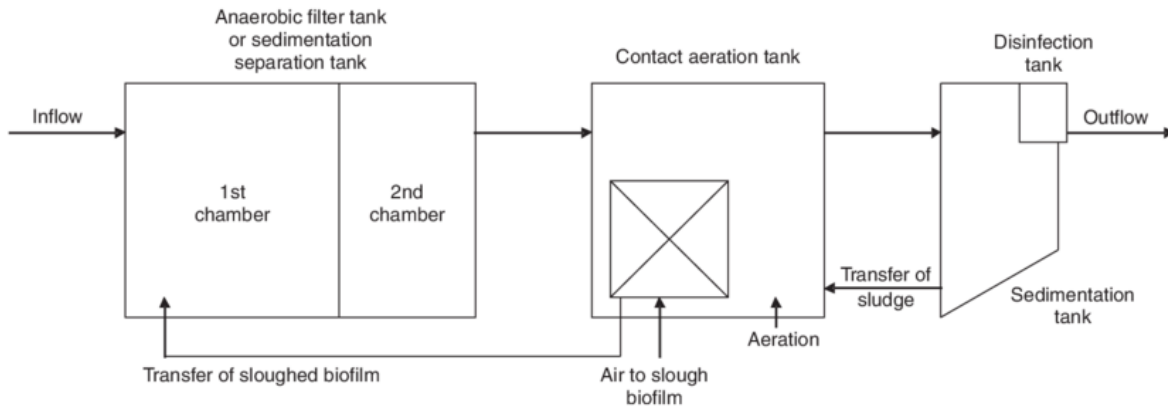 Anaerobic filter tank
or sedimentation
separation tank
Contact aeration tank
Disinfection
tank
Inflow
Outflow
1st
chamber
2nd
chamber
Transfer of
sludge
Sedimentation
tank
Aeration
Transfer of sloughed biofilm
Air to slough
biofilm